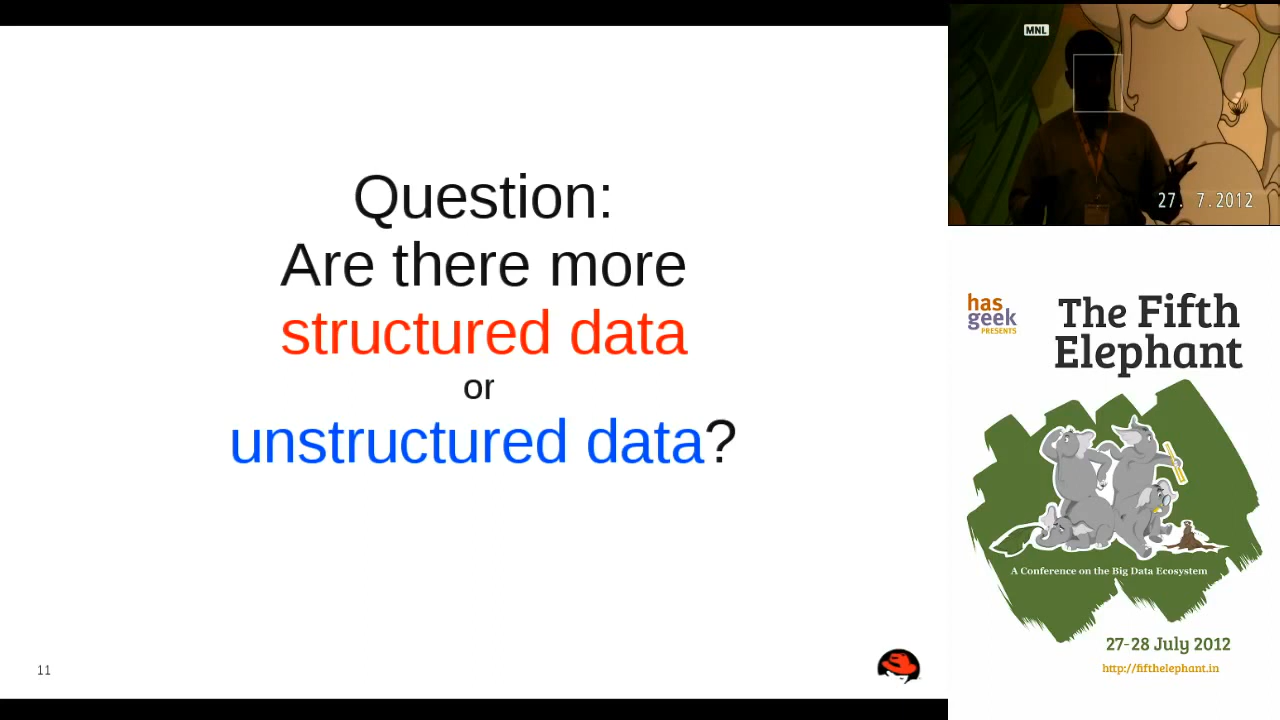 Question:
Are there more
structured data
or
unstructured data?
11
MNL
27. 7.2012
has
geek
PRESENTS
The Fifth
Elephant
A Conference on the Big Data Ecosystem
27-28 July 2012
http://fifthelephant.in